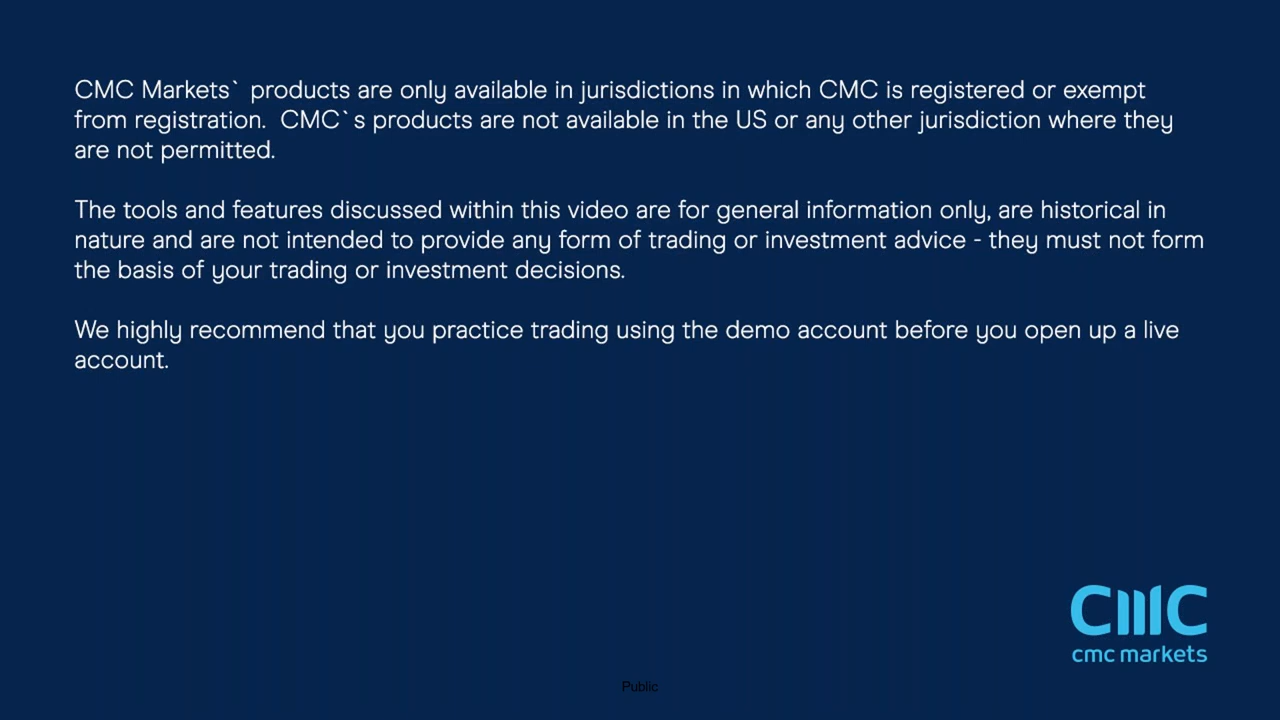 CMC Markets` products are only available in jurisdictions in which CMC is registered or exempt
from registration.  CMC`s products are not available in the US or any other jurisdiction where they
are not permitted.
The tools and features discussed within this video are for general information only, are historical in
nature and are not intended to provide any form of trading or investment advice - they must not form
the basis of your trading or investment decisions.
We highly recommend that you practice trading using the demo account before you open up a live
account.
CMC
cmc markets
Public